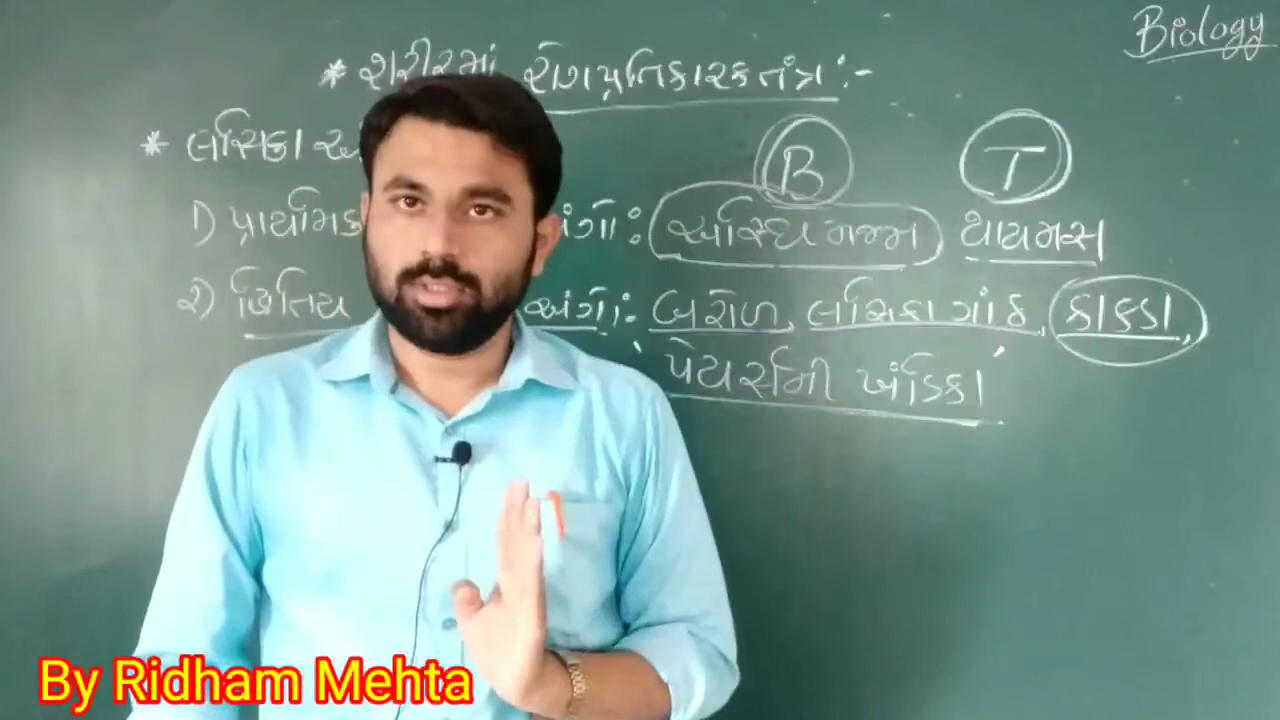 Biology
* શરીરમાં રોગપ્રતિકારકતંત્ર :-
* લસિકા અ
B T
1) પ્રાથમિક અંગો : અસ્થિમજ્જા થાયમસ
૨) દ્વિતિય અંગો : બરોળ, લસિકાગાંઠ, કાકડા,
' પેયર્સની ખંડિકા '
By Ridham Mehta